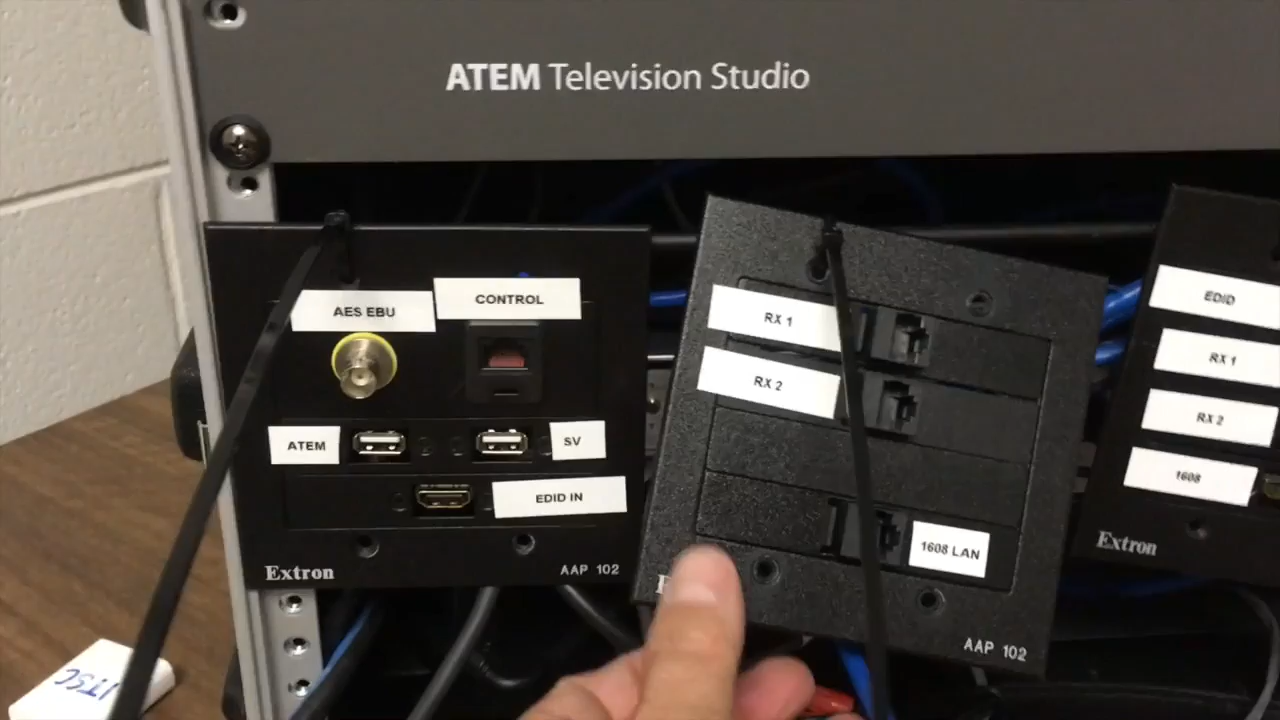 ATEM Television Studio
AES EBU
CONTROL
ATEM
SV
EDID IN
Extron
AAP 102
RX 1
RX 2
1608 LAN
AAP 102
EDID
RX 1
RX 2
1608
Extron